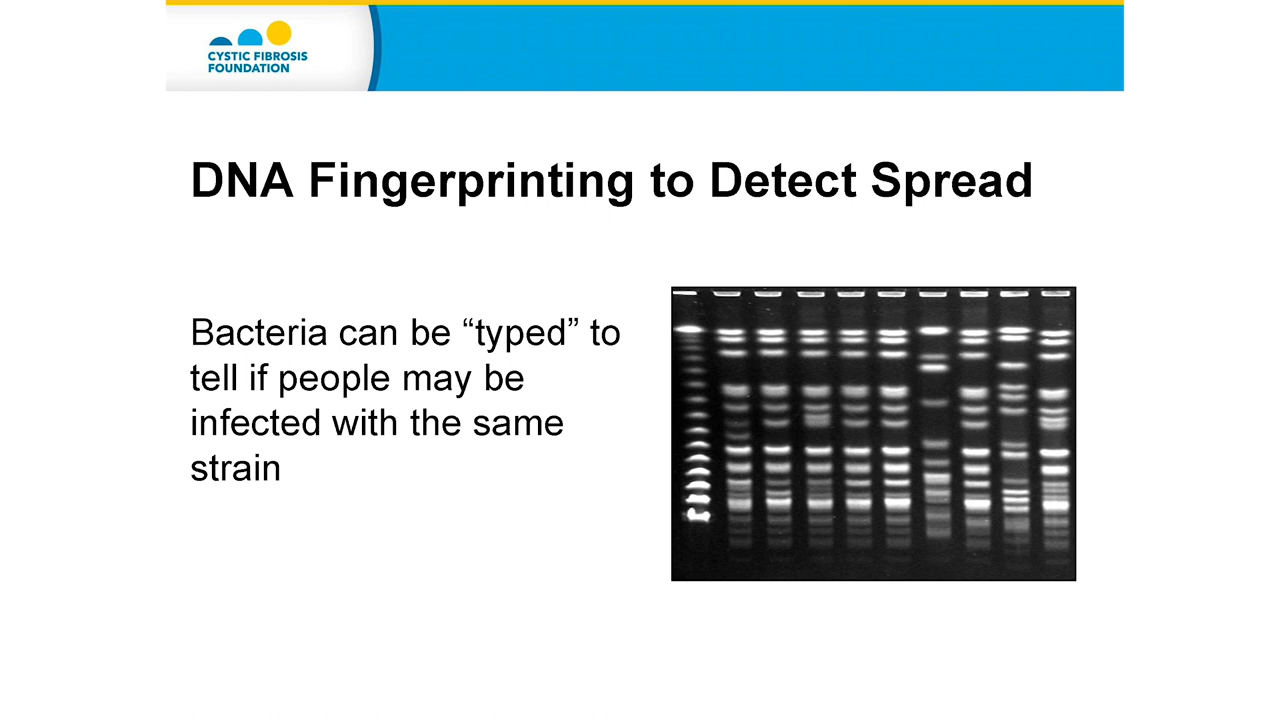 CYSTIC FIBROSIS
FOUNDATION
DNA Fingerprinting to Detect Spread
Bacteria can be “typed” to
tell if people may be
infected with the same
strain